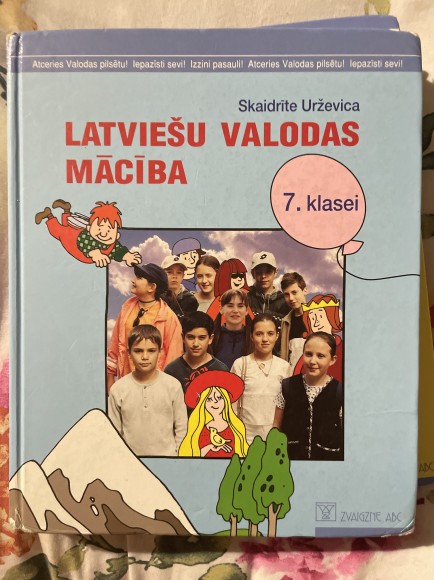 Atceries Valodas pilsētu! Iepazīsti sevi! Izzini pasauli! Atceries Valodas pilsētu! Iepazīsti sevi!
Skaidrīte Urževica
LATVIEŠU VALODAS
MĀCĪBA
7. klasei
ZVAIGZNE ABC